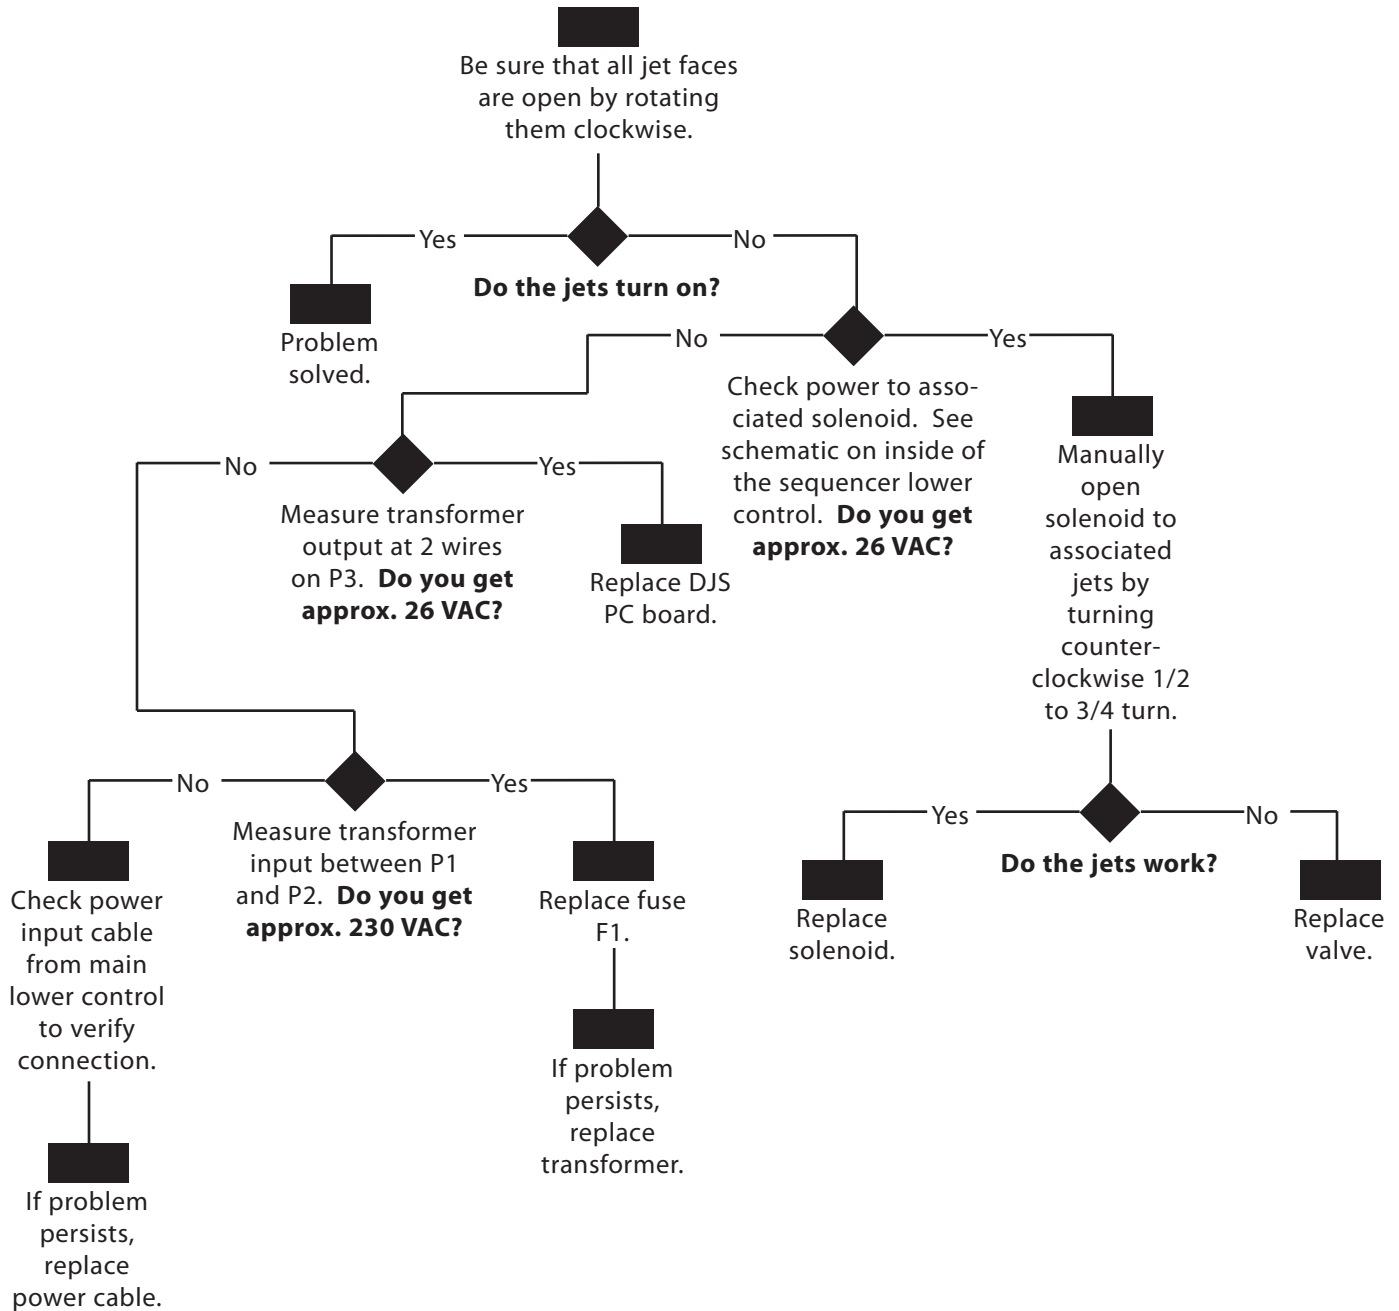 Be sure that all jet faces
are open by rotating
them clockwise.
Yes
No
Do the jets turn on?
Problem
solved.
No
Yes
Check power to asso-
ciated solenoid.  See
schematic on inside of
the sequencer lower
control.  Do you get
approx. 26 VAC?
Manually
open
solenoid to
associated
jets by
turning
counter-
clockwise 1/2
to 3/4 turn.
No
Yes
Measure transformer
output at 2 wires
on P3.  Do you get
approx. 26 VAC?
Replace DJS
PC board.
No
Yes
Measure transformer
input between P1
and P2.  Do you get
approx. 230 VAC?
Yes
No
Do the jets work?
Check power
input cable
from main
lower control
to verify
connection.
Replace fuse
F1.
Replace
solenoid.
Replace
valve.
If problem
persists,
replace
transformer.
If problem
persists,
replace
power cable.